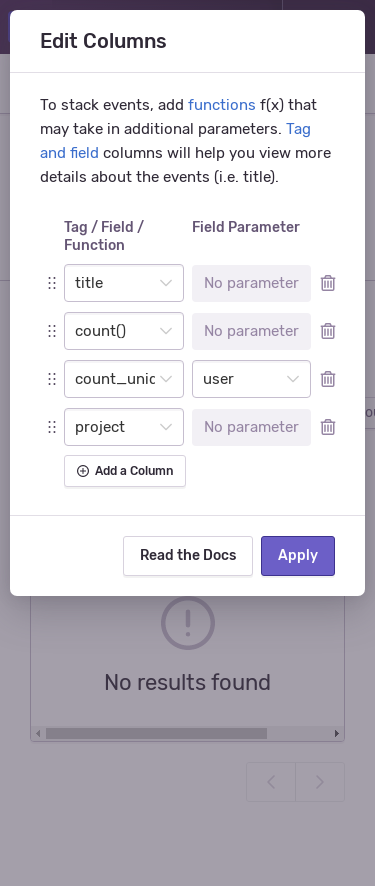 Edit Columns
To stack events, add functions f(x) that
may take in additional parameters. Tag
and field columns will help you view more
details about the events (i.e. title).
Tag / Field /
Function
Field Parameter
title
No parameter
count()
No parameter
count_uniq
user
project
No parameter
Add a Column
Read the Docs
Apply
No results found